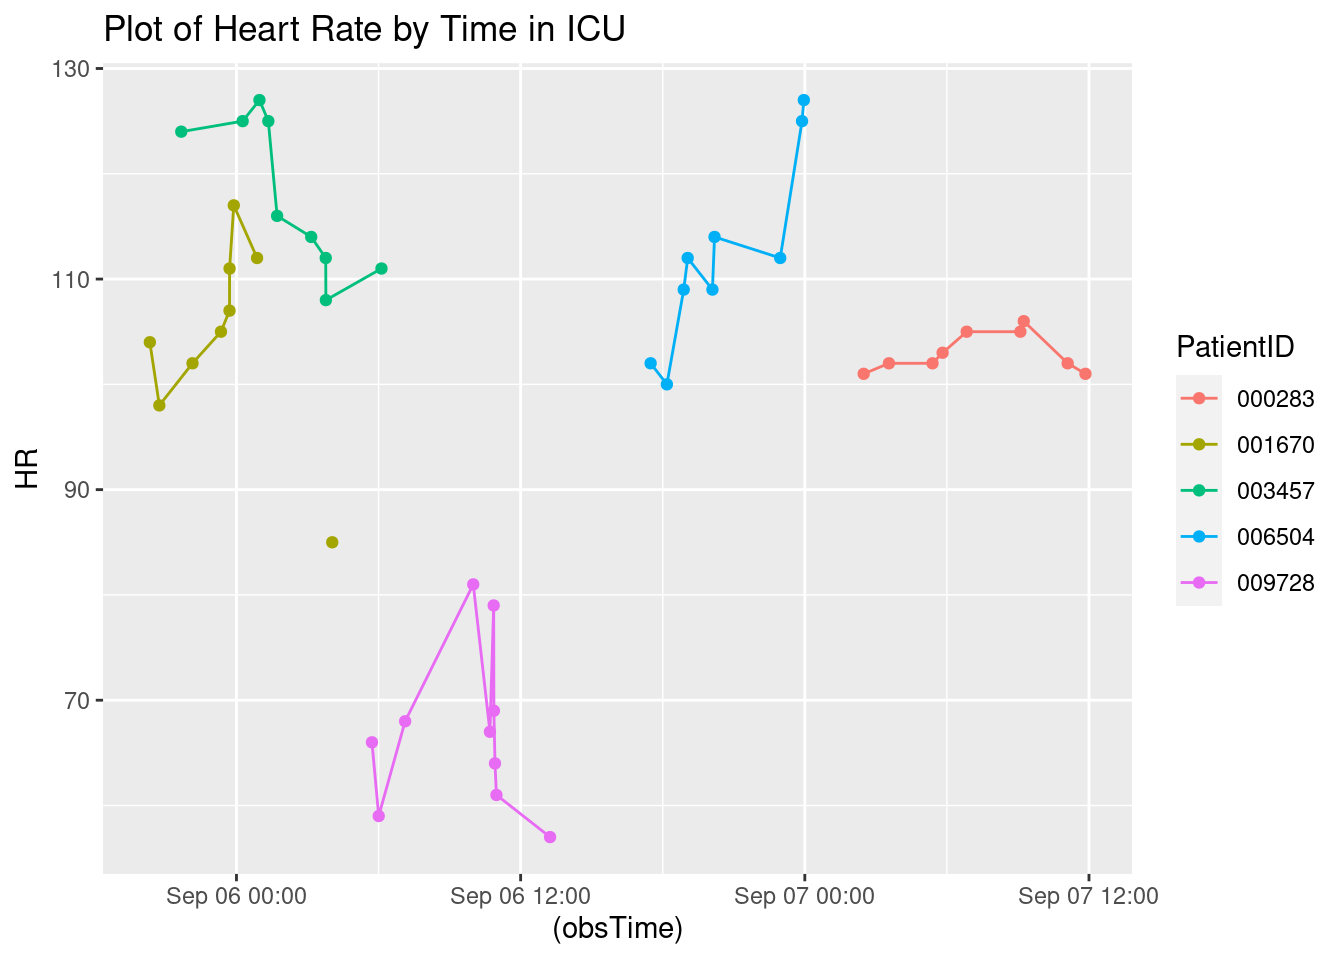 Plot of Heart Rate by Time in ICU
130
110
90
70
HR
Sep 06 00:00
Sep 06 12:00
Sep 07 00:00
Sep 07 12:00
(obsTime)
PatientID
000283
001670
003457
006504
009728